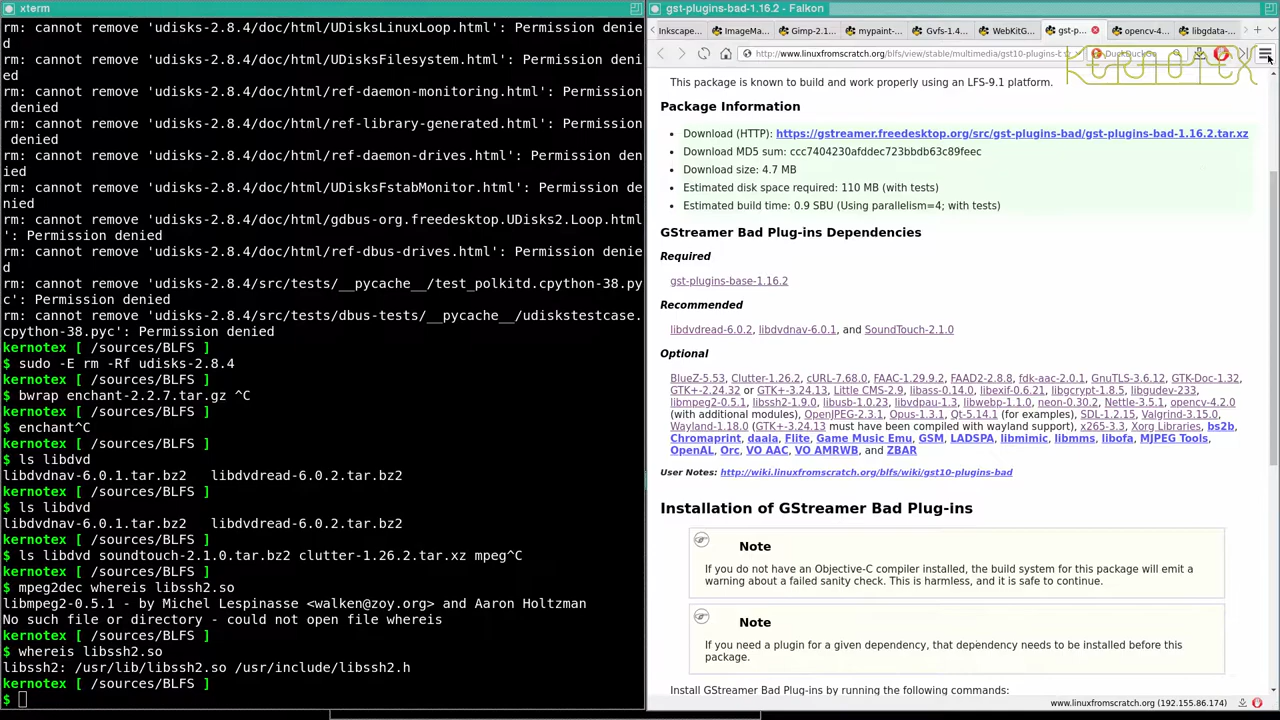 xterm
rm: cannot remove 'udisks-2.8.4/doc/html/UDisksLinuxLoop.html': Permission denie
d
rm: cannot remove 'udisks-2.8.4/doc/html/UDisksFilesystem.html': Permission deni
ed
rm: cannot remove 'udisks-2.8.4/doc/html/ref-daemon-monitoring.html': Permission
denied
rm: cannot remove 'udisks-2.8.4/doc/html/ref-library-generated.html': Permission
denied
rm: cannot remove 'udisks-2.8.4/doc/html/ref-daemon-drives.html': Permission den
ied
rm: cannot remove 'udisks-2.8.4/doc/html/UDisksFstabMonitor.html': Permission de
nied
rm: cannot remove 'udisks-2.8.4/doc/html/gdbus-org.freedesktop.UDisks2.Loop.html
': Permission denied
rm: cannot remove 'udisks-2.8.4/doc/html/ref-dbus-drives.html': Permission denie
d
rm: cannot remove 'udisks-2.8.4/src/tests/__pycache__/test_polkitd.cpython-38.py
c': Permission denied
rm: cannot remove 'udisks-2.8.4/src/tests/dbus-tests/__pycache__/udiskstestcase.
cpython-38.pyc': Permission denied
kernotex [ /sources/BLFS ]
$ sudo -E rm -Rf udisks-2.8.4
kernotex [ /sources/BLFS ]
$ bwrap enchant-2.2.7.tar.gz ^C
kernotex [ /sources/BLFS ]
$ enchant^C
kernotex [ /sources/BLFS ]
$ ls libdvd
libdvdnav-6.0.1.tar.bz2   libdvdread-6.0.2.tar.bz2
kernotex [ /sources/BLFS ]
$ ls libdvd
libdvdnav-6.0.1.tar.bz2   libdvdread-6.0.2.tar.bz2
kernotex [ /sources/BLFS ]
$ ls libdvd soundtouch-2.1.0.tar.bz2 clutter-1.26.2.tar.xz mpeg^C
kernotex [ /sources/BLFS ]
$ mpeg2dec whereis libssh2.so
libmpeg2-0.5.1 - by Michel Lespinasse <walken@zoy.org> and Aaron Holtzman
No such file or directory - could not open file whereis
kernotex [ /sources/BLFS ]
$ whereis libssh2.so
libssh2: /usr/lib/libssh2.so /usr/include/libssh2.h
kernotex [ /sources/BLFS ]
$
gst-plugins-bad-1.16.2 - Falkon
Inkscape... ImageMa... Gimp-2.1... mypaint-... Gvfs-1.4... WebKitG... gst-p... opencv-4... libgdata-...
http://www.linuxfromscratch.org/blfs/view/stable/multimedia/gst10-plugins-b
KERNOTEX
This package is known to build and work properly using an LFS-9.1 platform.
Package Information
• Download (HTTP): https://gstreamer.freedesktop.org/src/gst-plugins-bad/gst-plugins-bad-1.16.2.tar.xz
• Download MD5 sum: ccc7404230afddec723bbdb63c89feec
• Download size: 4.7 MB
• Estimated disk space required: 110 MB (with tests)
• Estimated build time: 0.9 SBU (Using parallelism=4; with tests)
GStreamer Bad Plug-ins Dependencies
Required
gst-plugins-base-1.16.2
Recommended
libdvdread-6.0.2, libdvdnav-6.0.1, and SoundTouch-2.1.0
Optional
BlueZ-5.53, Clutter-1.26.2, cURL-7.68.0, FAAC-1.29.9.2, FAAD2-2.8.8, fdk-aac-2.0.1, GnuTLS-3.6.12, GTK-Doc-1.32,
GTK+-2.24.32 or GTK+-3.24.13, Little CMS-2.9, libass-0.14.0, libexif-0.6.21, libgcrypt-1.8.5, libgudev-233,
libmpeg2-0.5.1, libssh2-1.9.0, libusb-1.0.23, libvdpau-1.3, libwebp-1.1.0, neon-0.30.2, Nettle-3.5.1, opencv-4.2.0
(with additional modules), OpenJPEG-2.3.1, Opus-1.3.1, Qt-5.14.1 (for examples), SDL-1.2.15, Valgrind-3.15.0,
Wayland-1.18.0 (GTK+-3.24.13 must have been compiled with wayland support), x265-3.3, Xorg Libraries, bs2b,
Chromaprint, daala, Flite, Game Music Emu, GSM, LADSPA, libmimic, libmms, libofa, MJPEG Tools,
OpenAL, Orc, VO AAC, VO AMRWB, and ZBAR
User Notes: http://wiki.linuxfromscratch.org/blfs/wiki/gst10-plugins-bad
Installation of GStreamer Bad Plug-ins
Note
If you do not have an Objective-C compiler installed, the build system for this package will emit a
warning about a failed sanity check. This is harmless, and it is safe to continue.
Note
If you need a plugin for a given dependency, that dependency needs to be installed before this
package.
Install GStreamer Bad Plug-ins by running the following commands:
www.linuxfromscratch.org (192.155.86.174)